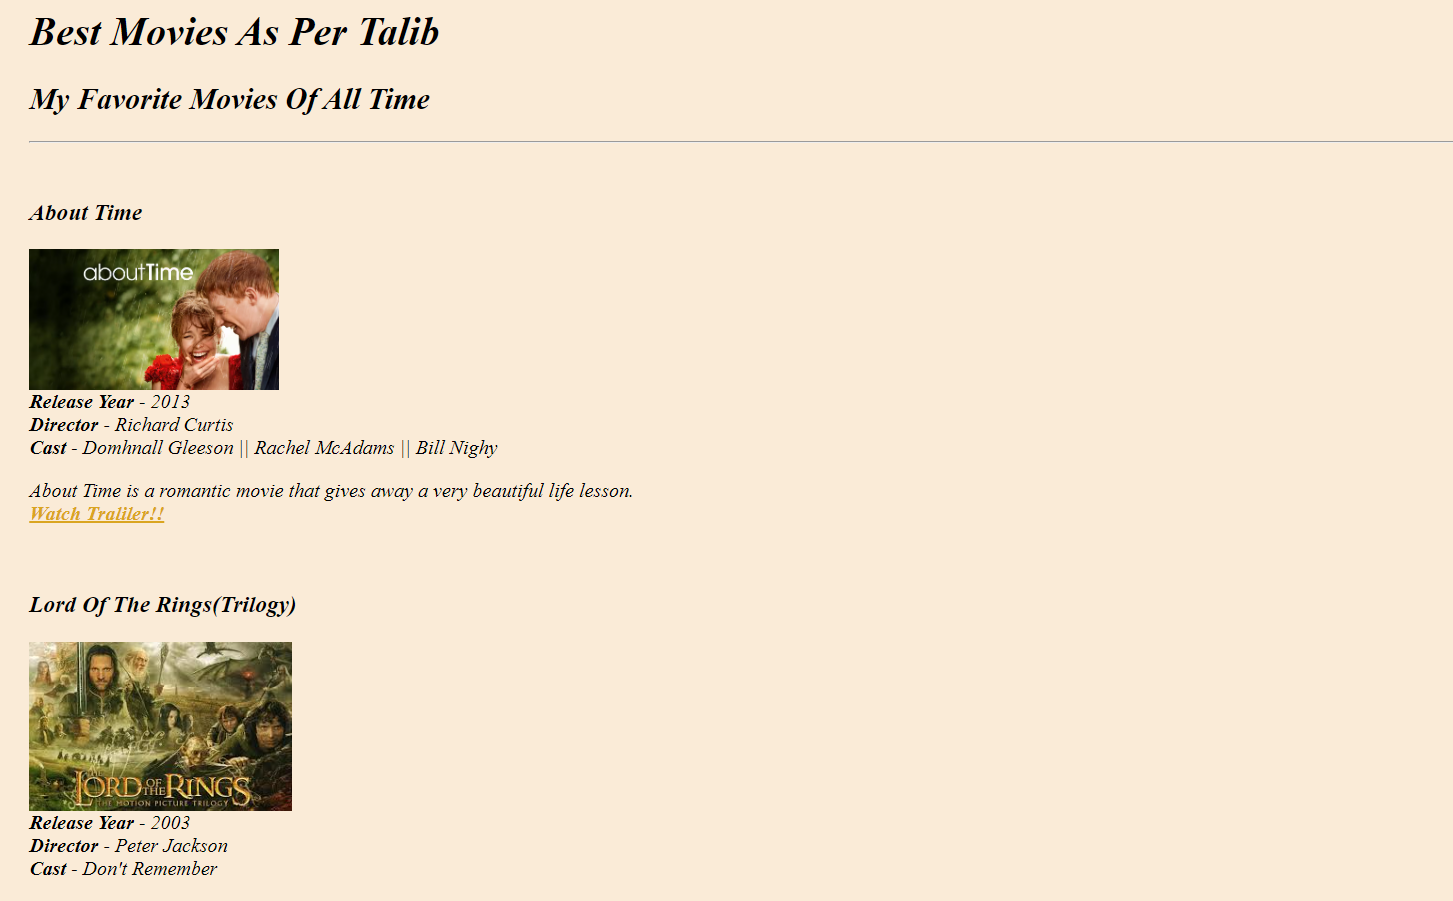 Best Movies As Per Talib
My Favorite Movies Of All Time
About Time
aboutTime
Release Year - 2013
Director - Richard Curtis
Cast - Domhnall Gleeson || Rachel McAdams || Bill Nighy
About Time is a romantic movie that gives away a very beautiful life lesson.
Watch Traliler!!
Lord Of The Rings(Trilogy)
THE LORD OF THE RINGS
THE MOTION PICTURE TRILOGY
Release Year - 2003
Director - Peter Jackson
Cast - Don't Remember